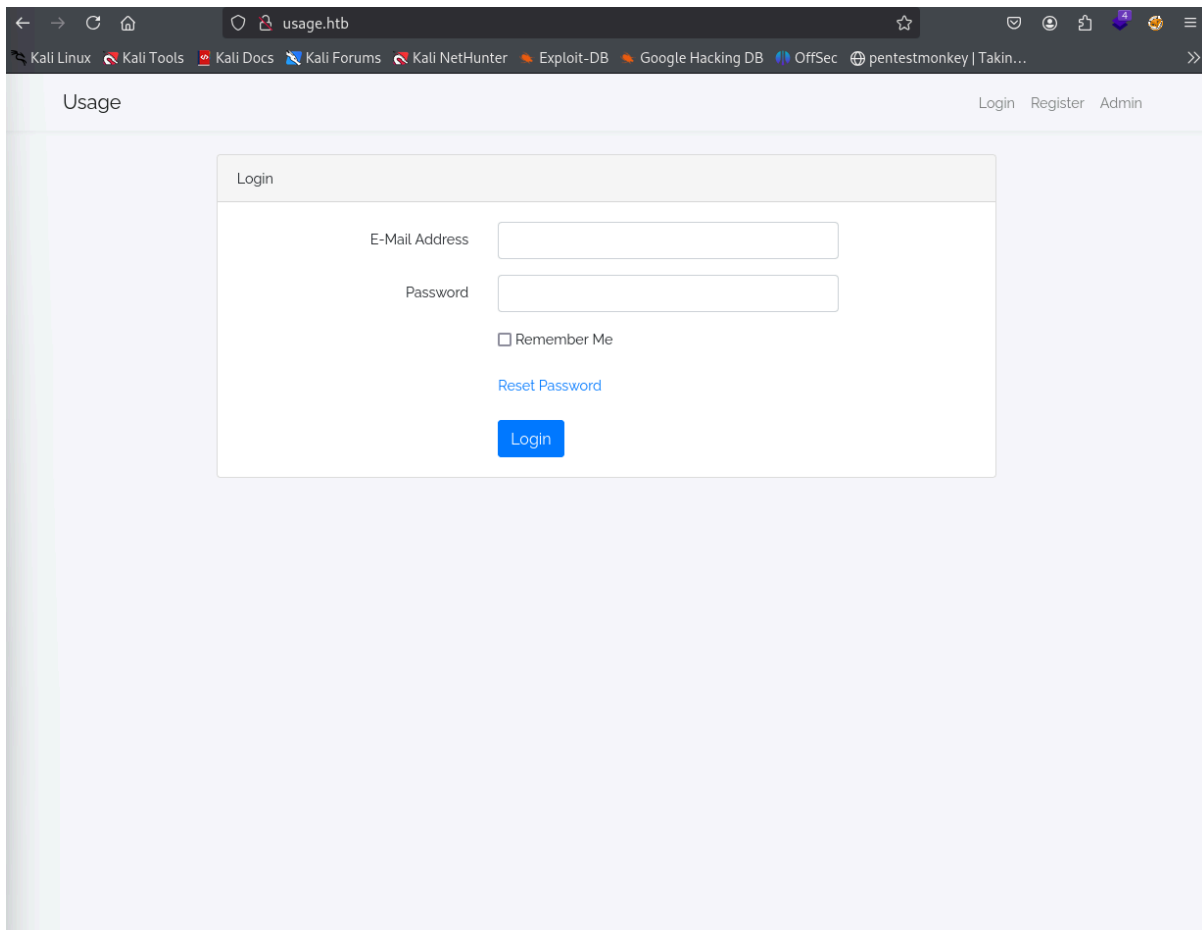 usage.htb
4
Kali Linux Kali Tools Kali Docs Kali Forums Kali NetHunter Exploit-DB Google Hacking DB OffSec pentestmonkey | Takin...
Usage Login Register Admin
Login
E-Mail Address
Password
Remember Me
Reset Password
Login